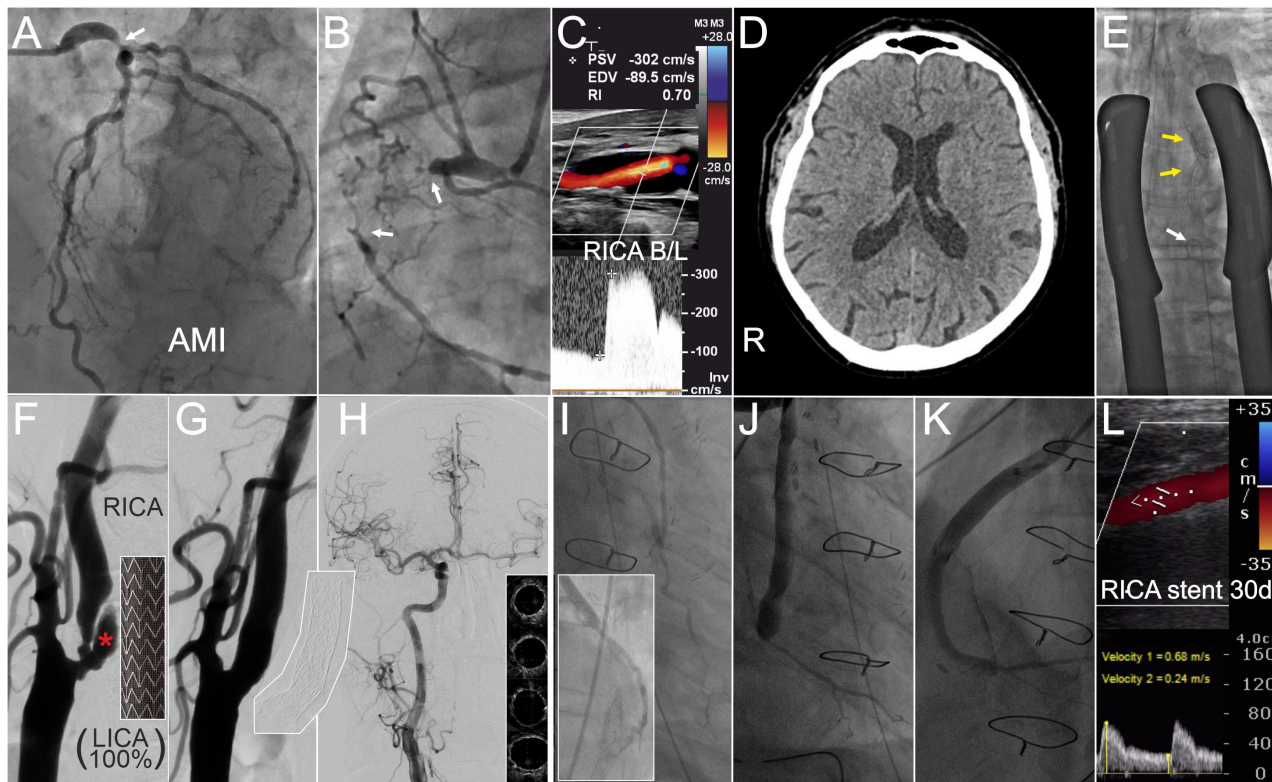 A
AMI
B
C
M3 M3
+28.0
PSV -302 cm/s
EDV -89.5 cm/s
RI 0.70
-28.0
cm/s
RICA B/L
-300
-200
-100
Inv
cm/s
D
R
E
F
RICA
*
(LICA
100%)
G
H
I
J
K
L
+35
cm/s
-35
RICA stent 30d
4.0c
Velocity 1 = 0.68 m/s
Velocity 2 = 0.24 m/s
160
120
80
40
0